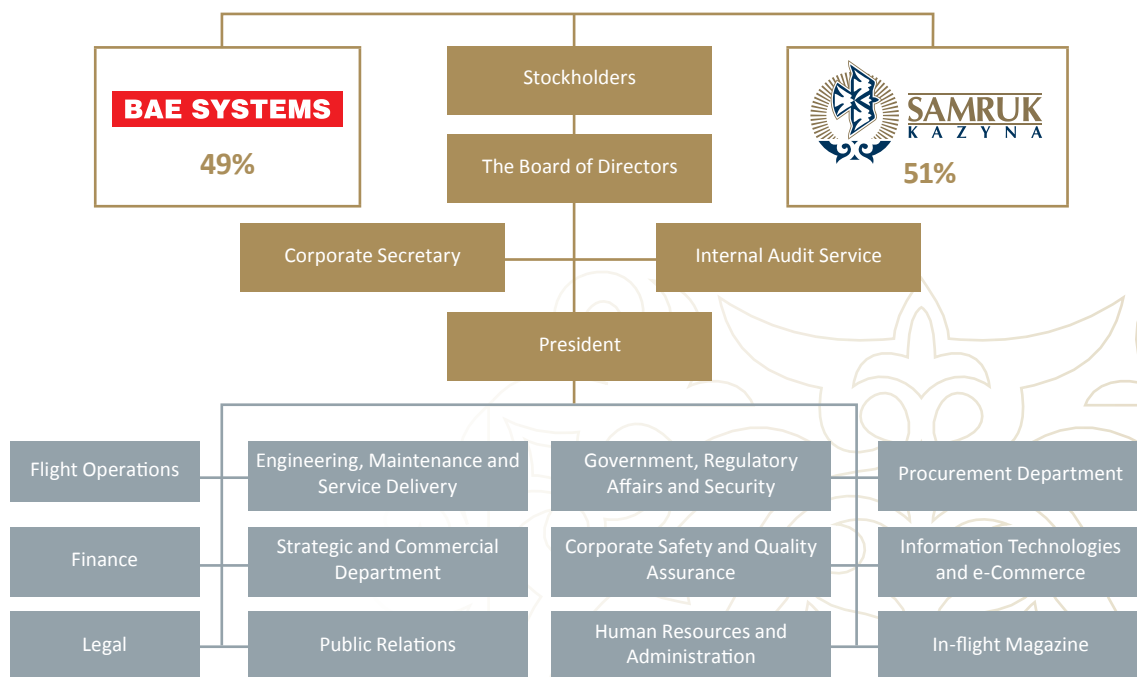 Stockholders
BAE SYSTEMS
49%
SAMRUK
KAZYNA
51%
The Board of Directors
Corporate Secretary
Internal Audit Service
President
Flight Operations
Engineering, Maintenance and
Service Delivery
Government, Regulatory
Affairs and Security
Procurement Department
Finance
Strategic and Commercial
Department
Corporate Safety and Quality
Assurance
Information Technologies
and e-Commerce
Legal
Public Relations
Human Resources and
Administration
In-flight Magazine